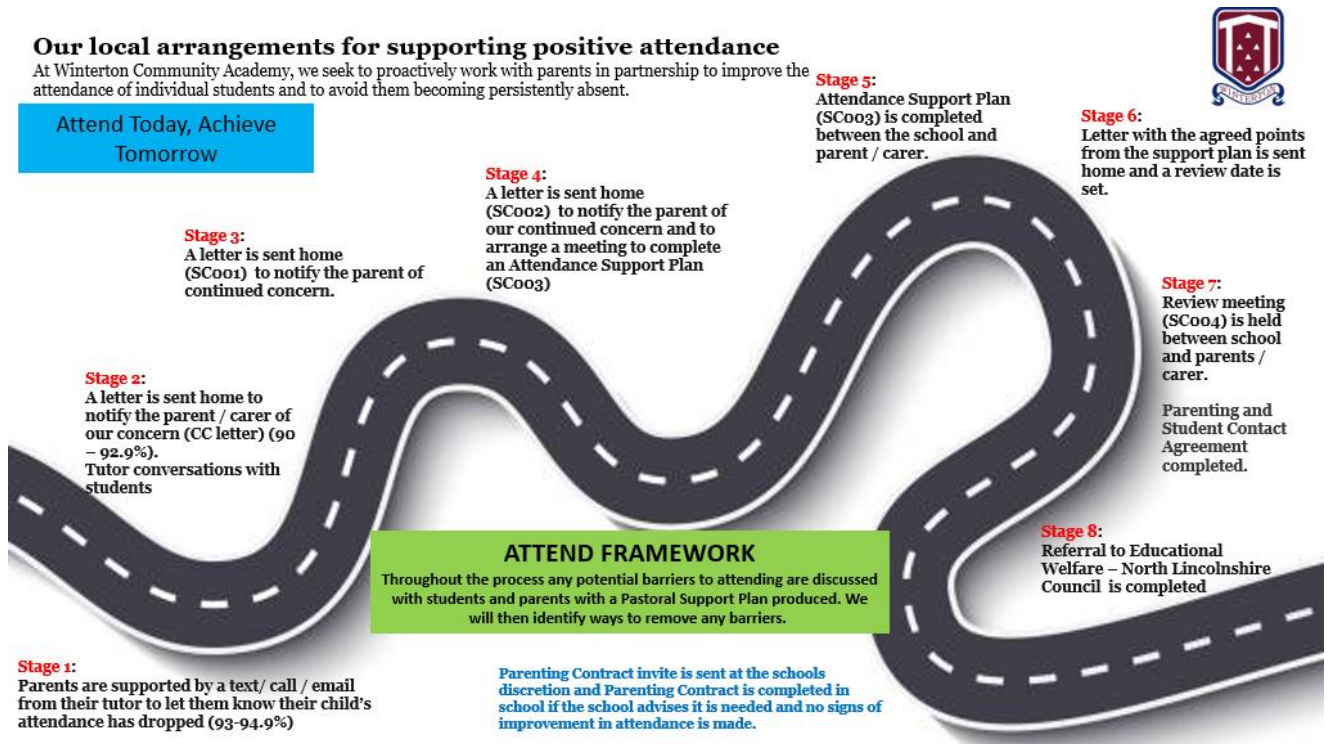 Our local arrangements for supporting positive attendance
At Winterton Community Academy, we seek to proactively work with parents in partnership to improve the
attendance of individual students and to avoid them becoming persistently absent.
Attend Today, Achieve
Tomorrow
WINTERTON
Stage 1:
Parents are supported by a text/ call / email
from their tutor to let them know their child's
attendance has dropped (93-94.9%)
Stage 2:
A letter is sent home to
notify the parent / carer of
our concern (CC letter) (90
– 92.9%).
Tutor conversations with
students
Stage 3:
A letter is sent home
(SC001) to notify the parent of
continued concern.
Stage 4:
A letter is sent home
(SC002) to notify the parent of
our continued concern and to
arrange a meeting to complete
an Attendance Support Plan
(SC003)
Stage 5:
Attendance Support Plan
(SC003) is completed
between the school and
parent / carer.
Stage 6:
Letter with the agreed points
from the support plan is sent
home and a review date is
set.
Stage 7:
Review meeting
(SC004) is held
between school
and parents /
carer.
Parenting and
Student Contact
Agreement
completed.
Stage 8:
Referral to Educational
Welfare – North Lincolnshire
Council is completed
ATTEND FRAMEWORK
Throughout the process any potential barriers to attending are discussed
with students and parents with a Pastoral Support Plan produced. We
will then identify ways to remove any barriers.
Parenting Contract invite is sent at the schools
discretion and Parenting Contract is completed in
school if the school advises it is needed and no signs of
improvement in attendance is made.